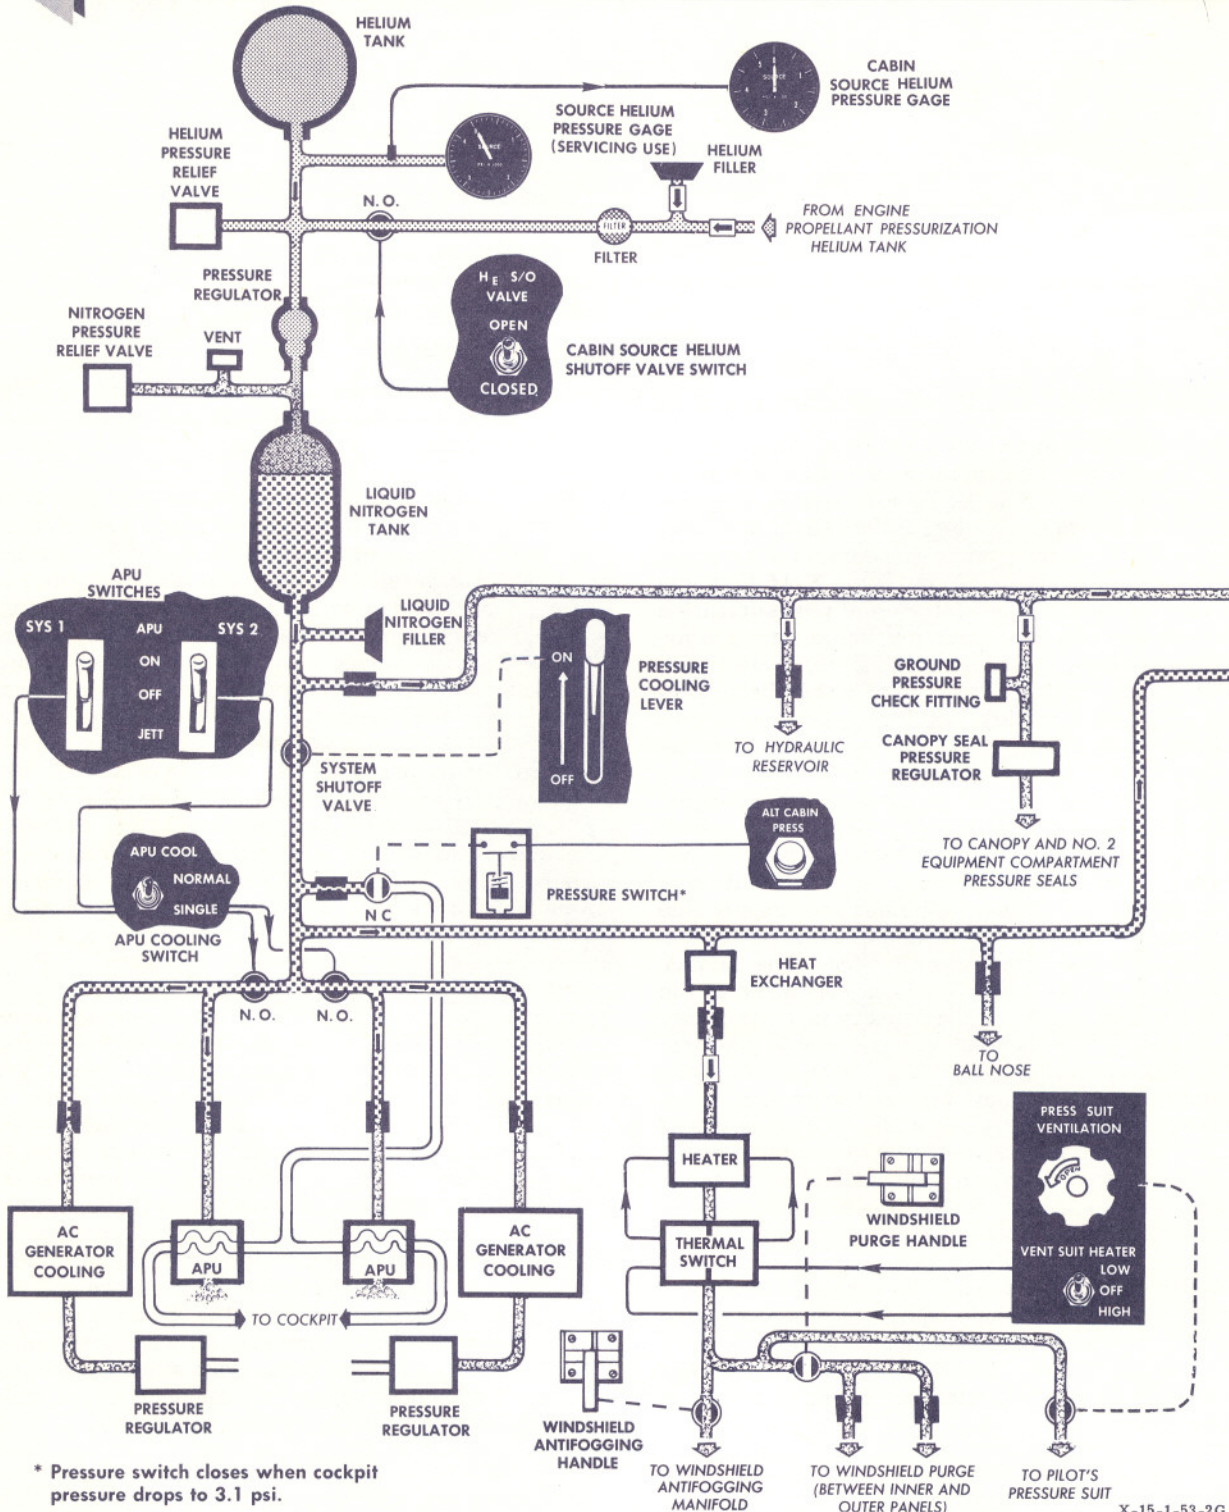 HELIUM
TANK
CABIN
SOURCE HELIUM
PRESSURE GAGE
SOURCE
SOURCE HELIUM
PRESSURE GAGE
(SERVICING USE)
SOURCE
HELIUM
FILLER
HELIUM
PRESSURE
RELIEF
VALVE
N. O.
FROM ENGINE
PROPELLANT PRESSURIZATION
HELIUM TANK
FILTER
FILTER
PRESSURE
REGULATOR
HE S/O
VALVE
OPEN
CLOSED
CABIN SOURCE HELIUM
SHUTOFF VALVE SWITCH
NITROGEN
PRESSURE
RELIEF VALVE
VENT
LIQUID
NITROGEN
TANK
APU
SWITCHES
SYS 1
APU
SYS 2
ON
OFF
JETT
LIQUID
NITROGEN
FILLER
ON
OFF
PRESSURE
COOLING
LEVER
GROUND
PRESSURE
CHECK FITTING
TO HYDRAULIC
RESERVOIR
CANOPY SEAL
PRESSURE
REGULATOR
SYSTEM
SHUTOFF
VALVE
ALT CABIN
PRESS
TO CANOPY AND NO. 2
EQUIPMENT COMPARTMENT
PRESSURE SEALS
APU COOL
NORMAL
SINGLE
APU COOLING
SWITCH
N C
PRESSURE SWITCH*
HEAT
EXCHANGER
N. O.
N. O.
TO
BALL NOSE
PRESS SUIT
VENTILATION
OPEN
HEATER
WINDSHIELD
PURGE HANDLE
AC
GENERATOR
COOLING
APU
APU
AC
GENERATOR
COOLING
THERMAL
SWITCH
VENT SUIT HEATER
LOW
OFF
HIGH
TO COCKPIT
PRESSURE
REGULATOR
PRESSURE
REGULATOR
WINDSHIELD
ANTIFOGGING
HANDLE
TO WINDSHIELD
ANTIFOGGING
MANIFOLD
TO WINDSHIELD PURGE
(BETWEEN INNER AND
OUTER PANELS)
TO PILOT'S
PRESSURE SUIT
* Pressure switch closes when cockpit
pressure drops to 3.1 psi.
X-15-1-53-2G